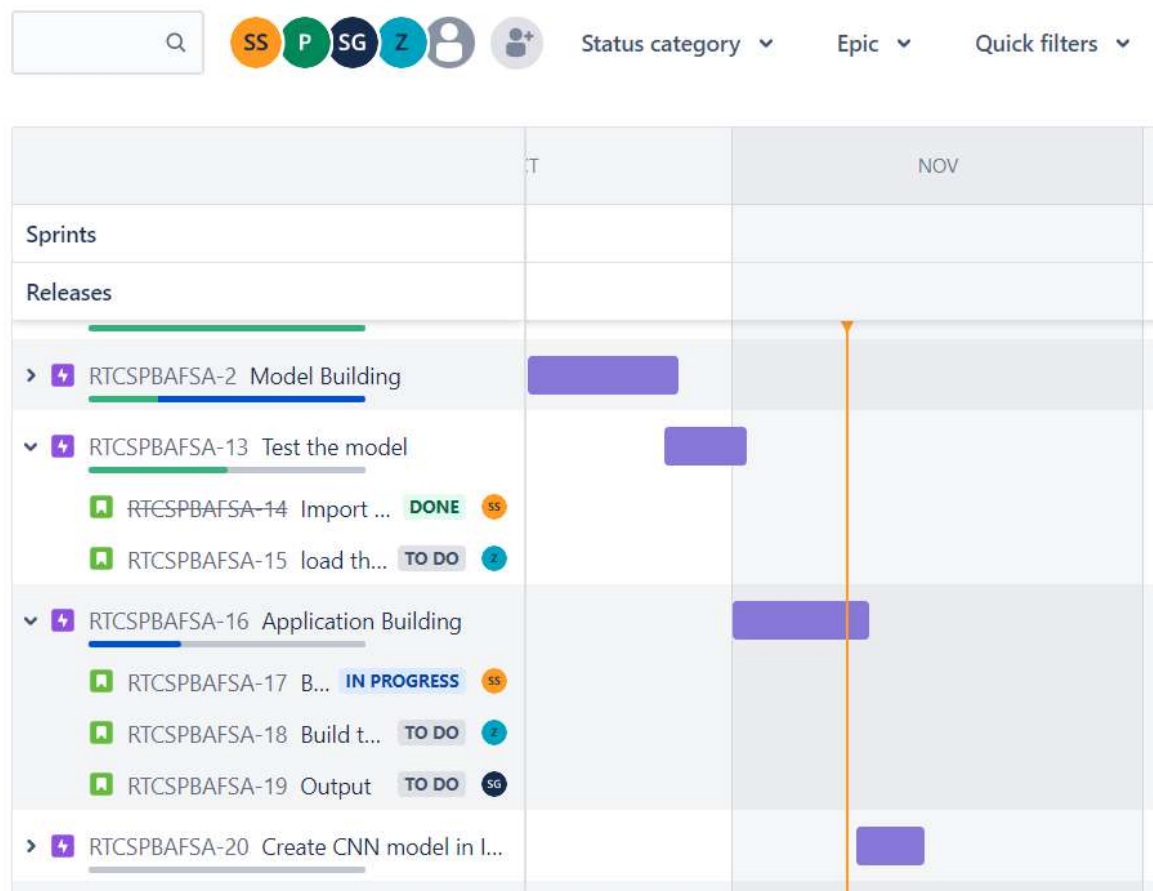 SS P SG Z Status category Epic Quick filters
CT NOV
Sprints
Releases
RTCSPBAFSA-2 Model Building
RTCSPBAFSA-13 Test the model
RTCSPBAFSA-14 Import ... DONE SS
RTCSPBAFSA-15 load th... TO DO Z
RTCSPBAFSA-16 Application Building
RTCSPBAFSA-17 B... IN PROGRESS SS
RTCSPBAFSA-18 Build t... TO DO Z
RTCSPBAFSA-19 Output TO DO SG
RTCSPBAFSA-20 Create CNN model in I...